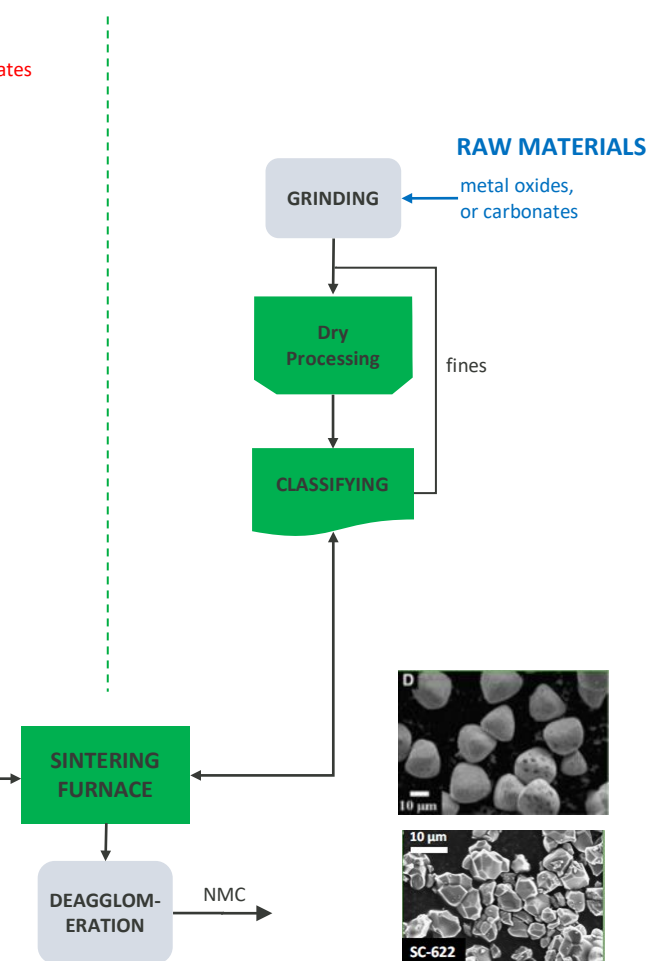 ates
RAW MATERIALS
metal oxides,
or carbonates
GRINDING
Dry
Processing
fines
CLASSIFYING
D
10 µm
SINTERING
FURNACE
10 µm
SC-622
DEAGGLOM-
ERATION
NMC